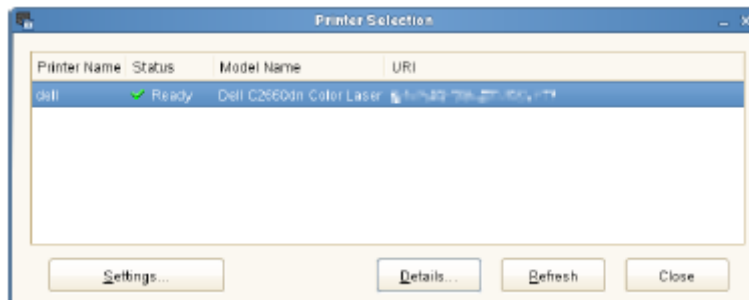 Printer Selection
Printer Name Status Model Name URI
dell Ready Dell C2660dn Color Laser
Settings... Details... Refresh Close